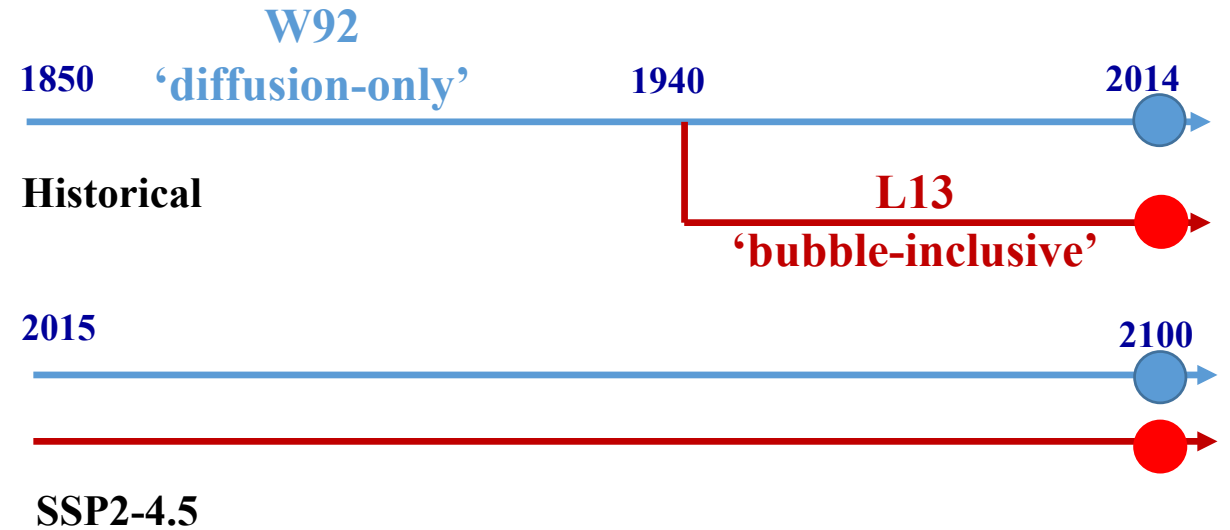 W92
1850 ‘diffusion-only’ 1940 2014
Historical
L13
‘bubble-inclusive’
2015 2100
SSP2-4.5